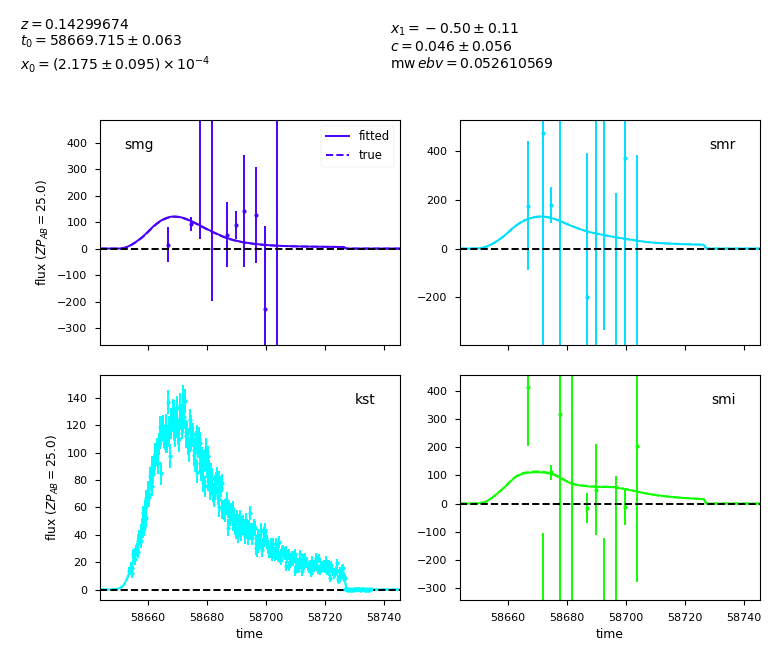 z = 0.14299674
t0 = 58669.715 ± 0.063
x0 = (2.175 ± 0.095) × 10^−4
x1 = −0.50 ± 0.11
c = 0.046 ± 0.056
mw ebv = 0.052610569
smg
fitted
true
400
300
200
100
0
−100
−200
−300
flux (ZP_AB = 25.0)
smr
400
200
0
−200
kst
140
120
100
80
60
40
20
0
flux (ZP_AB = 25.0)
58660 58680 58700 58720 58740
time
smi
400
300
200
100
0
−100
−200
−300
58660 58680 58700 58720 58740
time